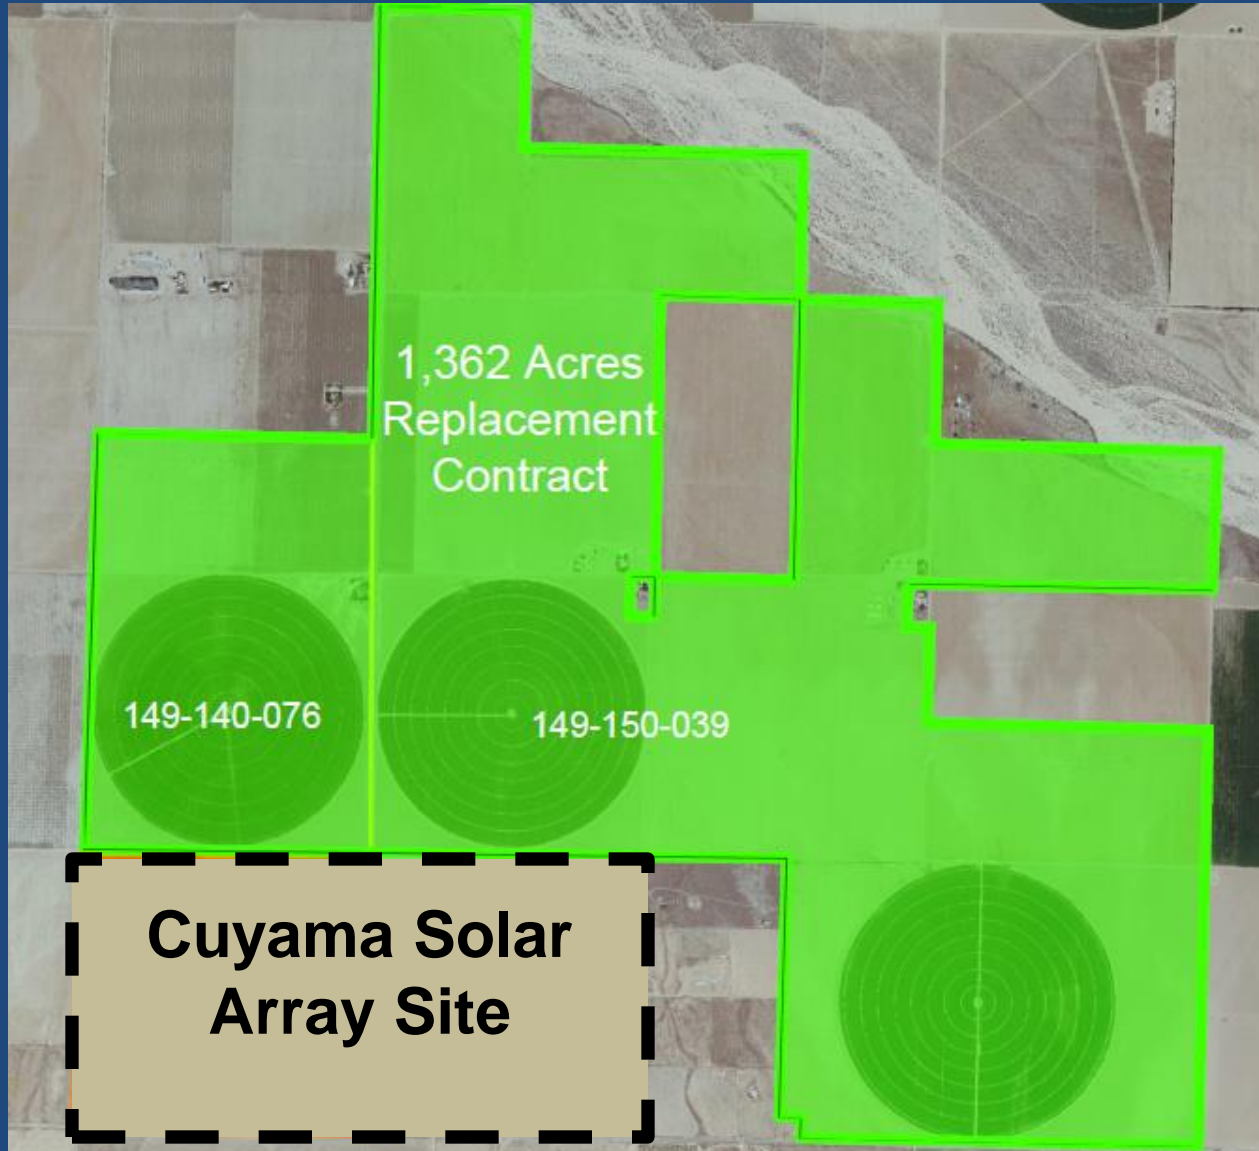 1,362 Acres
Replacement
Contract
149-140-076
149-150-039
Cuyama Solar
Array Site